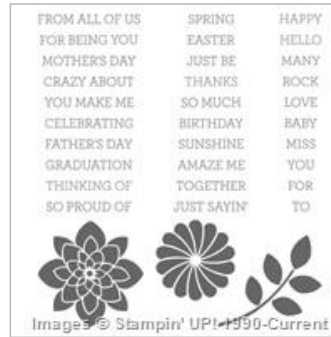 FROM ALL OF US
FOR BEING YOU
MOTHER'S DAY
CRAZY ABOUT
YOU MAKE ME
CELEBRATING
FATHER'S DAY
GRADUATION
THINKING OF
SO PROUD OF
SPRING
EASTER
JUST BE
THANKS
SO MUCH
BIRTHDAY
SUNSHINE
AMAZE ME
TOGETHER
JUST SAYIN'
HAPPY
HELLO
MANY
ROCK
LOVE
BABY
MISS
YOU
FOR
TO
Images © Stampin' UP! 1990-Current